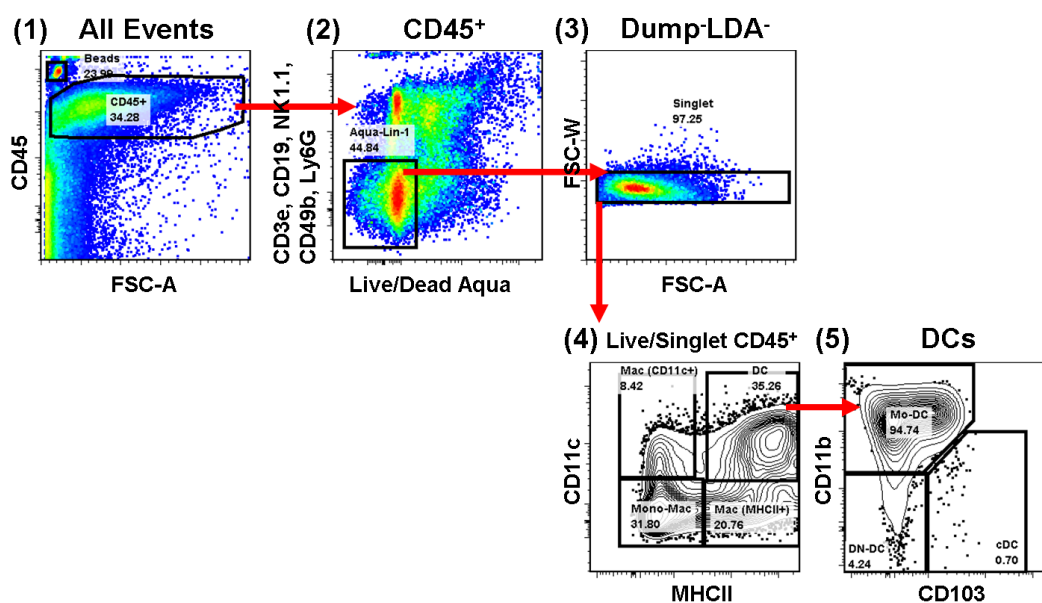 (1) All Events
Beads
23.99
CD45+
34.28
CD45
FSC-A
(2) CD45⁺
CD3e, CD19, NK1.1,
CD49b, Ly6G
Aqua-Lin-1
44.84
Live/Dead Aqua
(3) Dump⁻LDA⁻
Singlet
97.25
FSC-W
FSC-A
(4) Live/Singlet CD45⁺
Mac (CD11c+)
8.42
DC
35.26
CD11c
Mono-Mac
31.80
Mac (MHCII+)
20.76
MHCII
(5) DCs
Mo-DC
94.74
CD11b
DN-DC
4.24
cDC
0.70
CD103